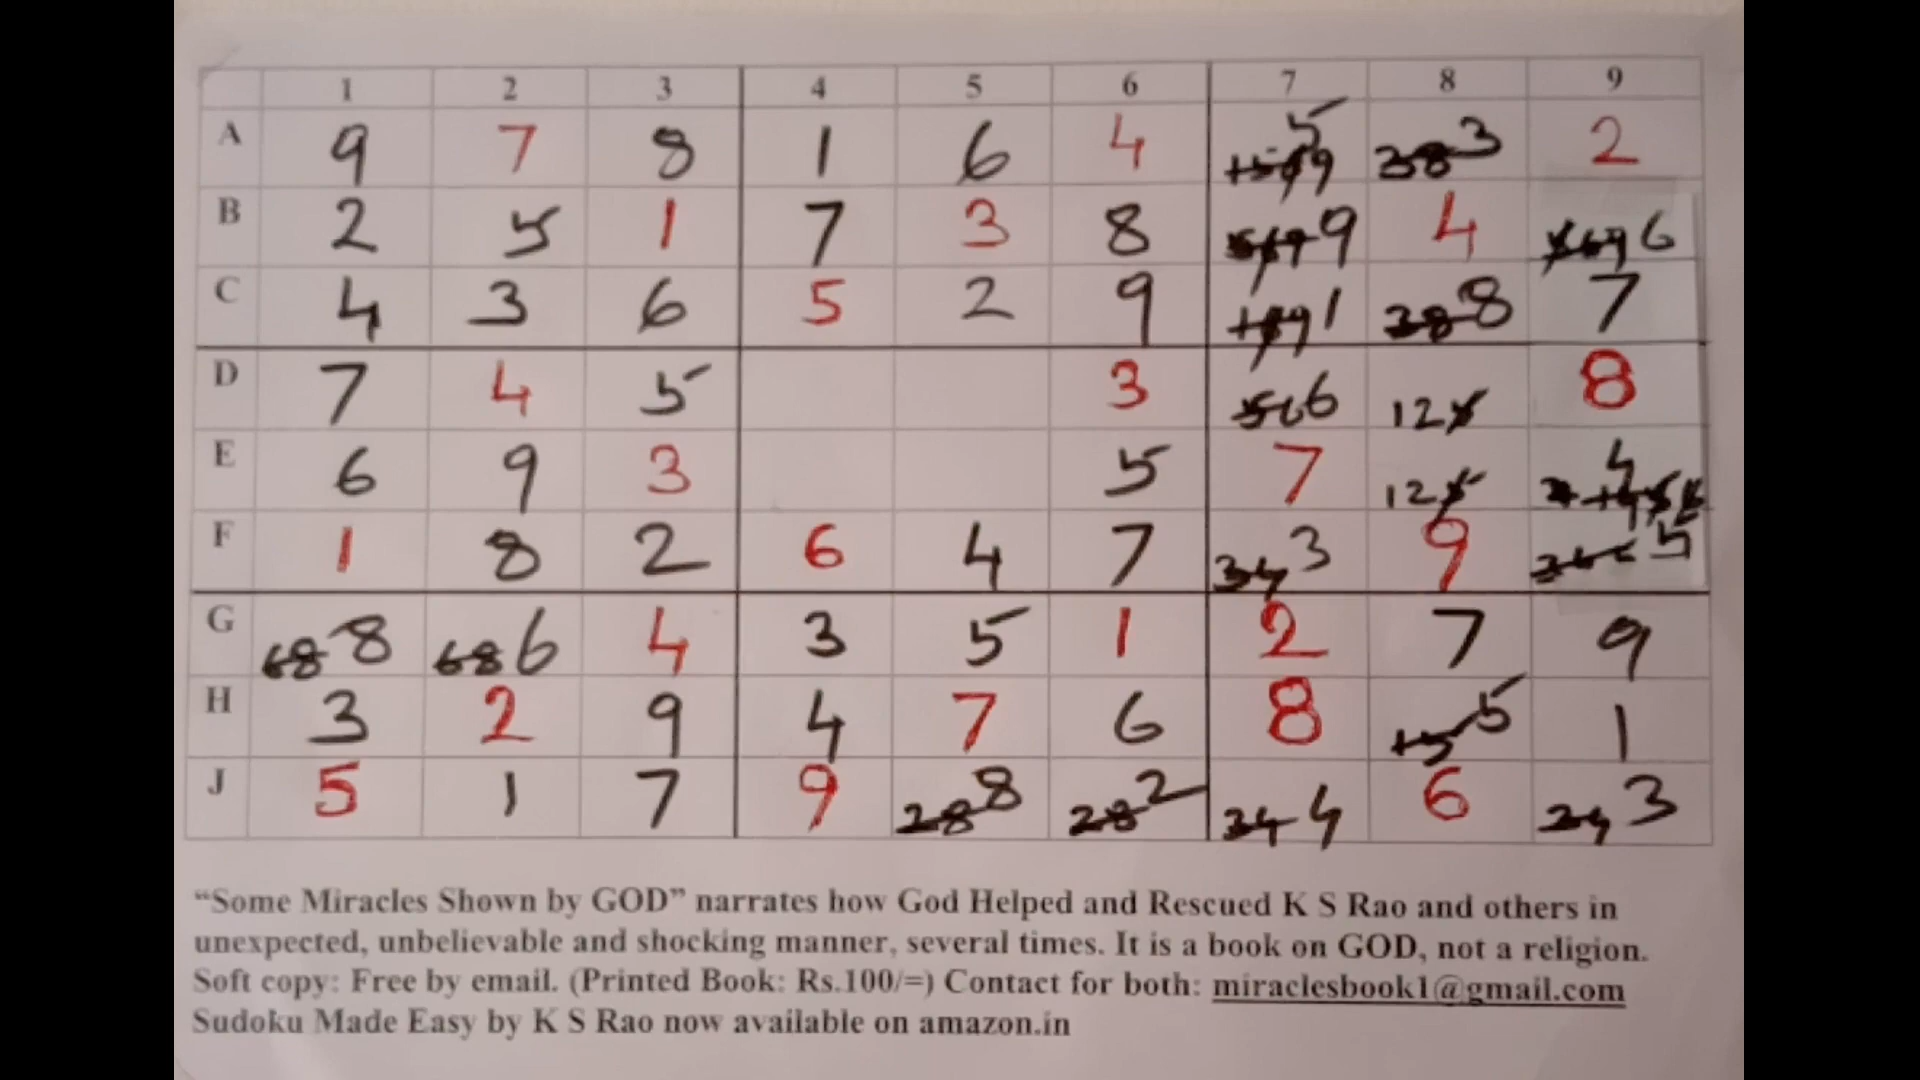 1 2 3 4 5 6 7 8 9
A 9 7 8 1 6 4 5 3 2
B 2 5 1 7 3 8 9 4 6
C 4 3 6 5 2 9 1 8 7
D 7 4 5 3 6 12 8
E 6 9 3 5 7 12 4
F 1 8 2 6 4 7 3 9 5
G 8 6 4 3 5 1 2 7 9
H 3 2 9 4 7 6 8 5 1
J 5 1 7 9 8 2 4 6 3
“Some Miracles Shown by GOD” narrates how God Helped and Rescued K S Rao and others in
unexpected, unbelievable and shocking manner, several times. It is a book on GOD, not a religion.
Soft copy: Free by email. (Printed Book: Rs.100/=) Contact for both: miraclesbook1@gmail.com
Sudoku Made Easy by K S Rao now available on amazon.in